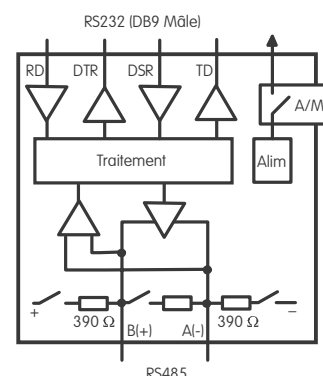 RS232 (DB9 Mâle)
RD DTR DSR TD
A/M
Traitement
Alim
+ 390 Ω B(+) A(-) 390 Ω −
RS485